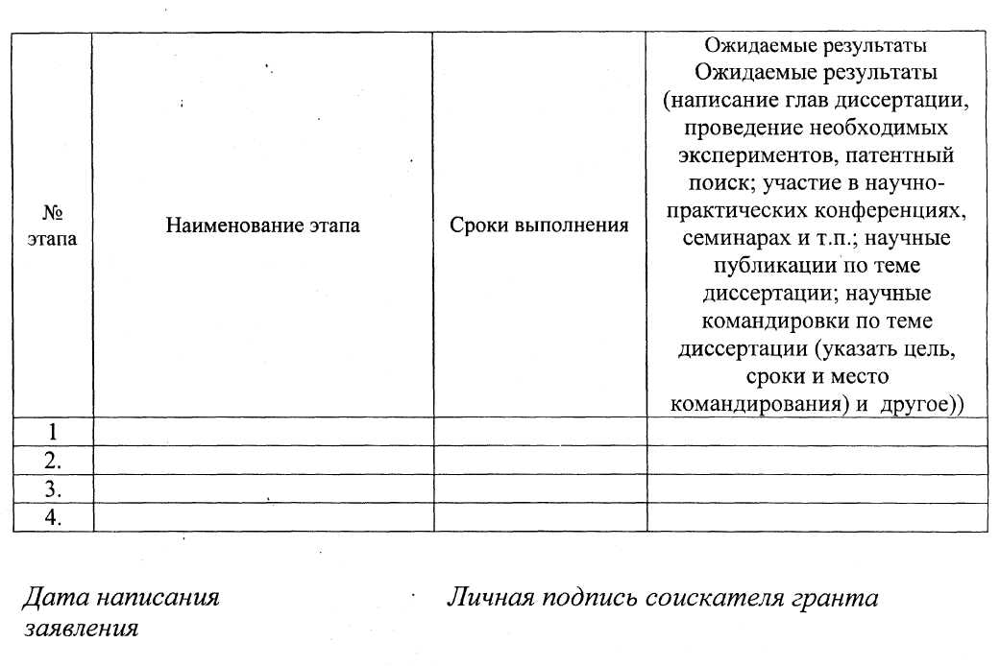 №
этапа
Наименование этапа
Сроки выполнения
Ожидаемые результаты
Ожидаемые результаты
(написание глав диссертации,
проведение необходимых
экспериментов, патентный
поиск; участие в научно-
практических конференциях,
семинарах и т.п.; научные
публикации по теме
диссертации; научные
командировки по теме
диссертации (указать цель,
сроки и место
командирования) и другое))
1
2.
3.
4.
Дата написания
заявления
Личная подпись соискателя гранта